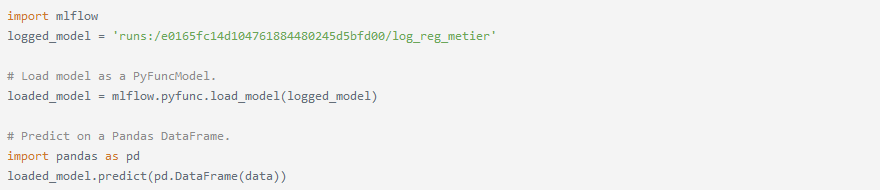 import mlflow
logged_model = 'runs:/e0165fc14d104761884480245d5bfd00/log_reg_metier'
# Load model as a PyFuncModel.
loaded_model = mlflow.pyfunc.load_model(logged_model)
# Predict on a Pandas DataFrame.
import pandas as pd
loaded_model.predict(pd.DataFrame(data))